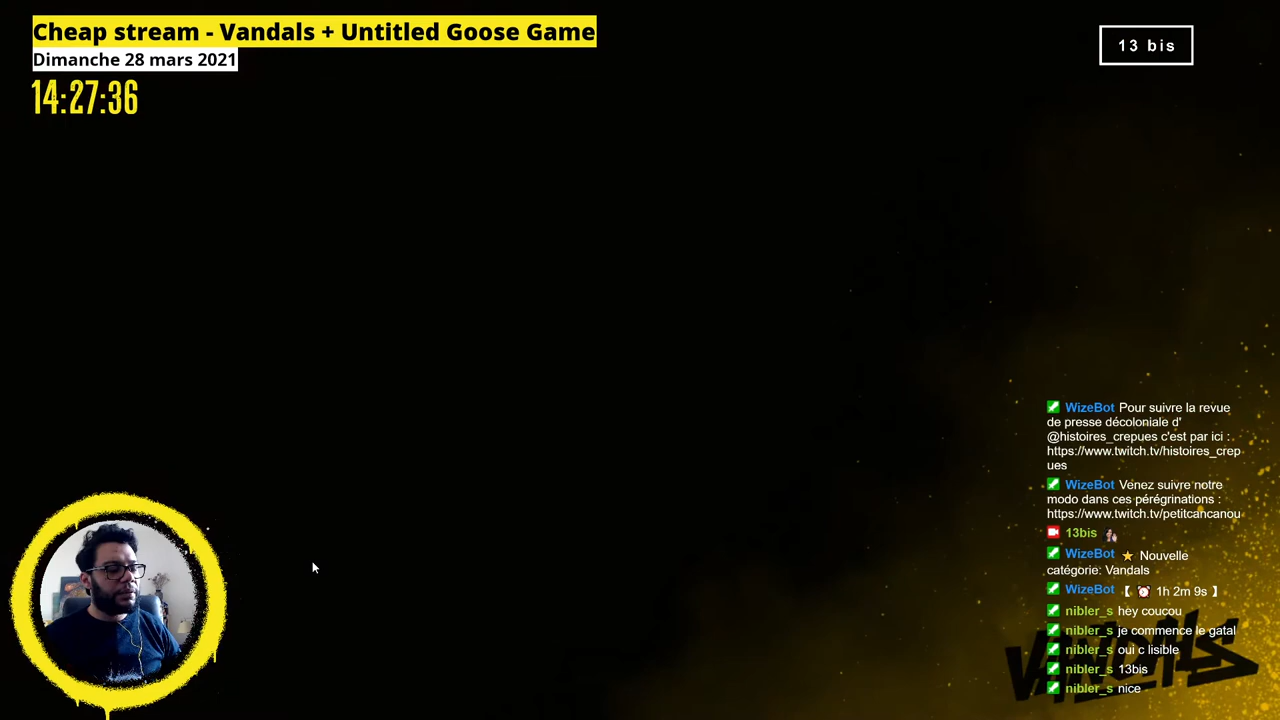 Cheap stream - Vandals + Untitled Goose Game
Dimanche 28 mars 2021
14:27:36
13 bis
WizeBot Pour suivre la revue
de presse décoloniale d'
@histoires_crepues c'est par ici :
https://www.twitch.tv/histoires_crep
ues
WizeBot Venez suivre notre
modo dans ces pérégrinations :
https://www.twitch.tv/petitcancanou
13bis
WizeBot Nouvelle
catégorie: Vandals
WizeBot 【 1h 2m 9s 】
nibler_s hey coucou
nibler_s je commence le gatal
nibler_s oui c lisible
nibler_s 13bis
nibler_s nice
VANDALS